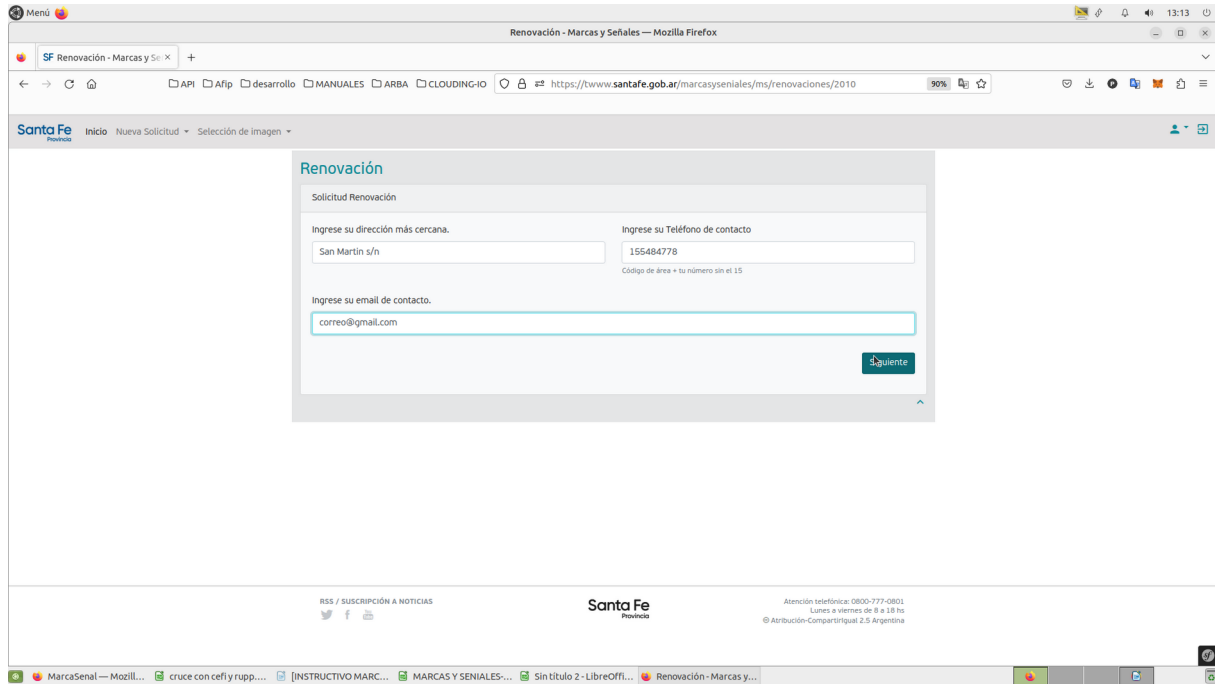 Menú
13:13
Renovación - Marcas y Señales — Mozilla Firefox
SF Renovación - Marcas y Se
API Afip desarrollo MANUALES ARBA CLOUDING-IO https://twww.santafe.gob.ar/marcasyseniales/ms/renovaciones/2010 90%
Santa Fe
Provincia
Inicio Nueva Solicitud Selección de imagen
Renovación
Solicitud Renovación
Ingrese su dirección más cercana. Ingrese su Teléfono de contacto
San Martin s/n 155484778
Código de área + tu número sin el 15
Ingrese su email de contacto.
correo@gmail.com
Siguiente
RSS / SUSCRIPCIÓN A NOTICIAS
Santa Fe
Provincia
Atención telefónica: 0800-777-0801
Lunes a viernes de 8 a 18 hs
Atribución-CompartirIgual 2.5 Argentina
MarcaSenal — Mozill... cruce con cefi y rupp.... [INSTRUCTIVO MARC... MARCAS Y SENIALES-... Sin título 2 - LibreOffi... Renovación - Marcas y...